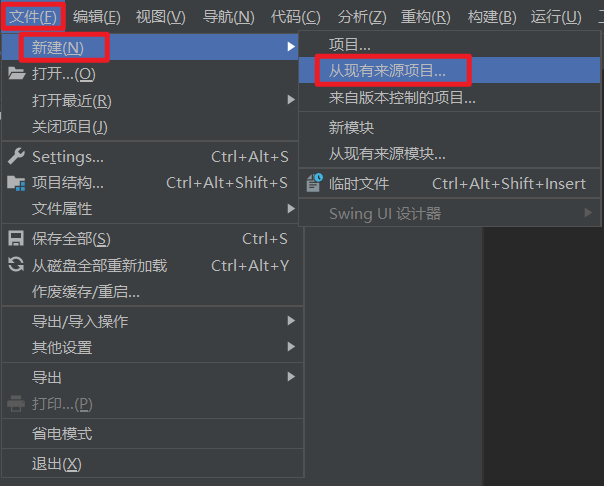 文件(F) 编辑(E) 视图(V) 导航(N) 代码(C) 分析(Z) 重构(R) 构建(B) 运行(U)
新建(N)
打开...(O)
打开最近(R)
关闭项目(J)
Settings... Ctrl+Alt+S
项目结构... Ctrl+Alt+Shift+S
文件属性
保存全部(S) Ctrl+S
从磁盘全部重新加载 Ctrl+Alt+Y
作废缓存/重启...
导出/导入操作
其他设置
导出
打印...(P)
省电模式
退出(X)
项目...
从现有来源项目...
来自版本控制的项目...
新模块
从现有来源模块...
临时文件 Ctrl+Alt+Shift+Insert
Swing UI 设计器